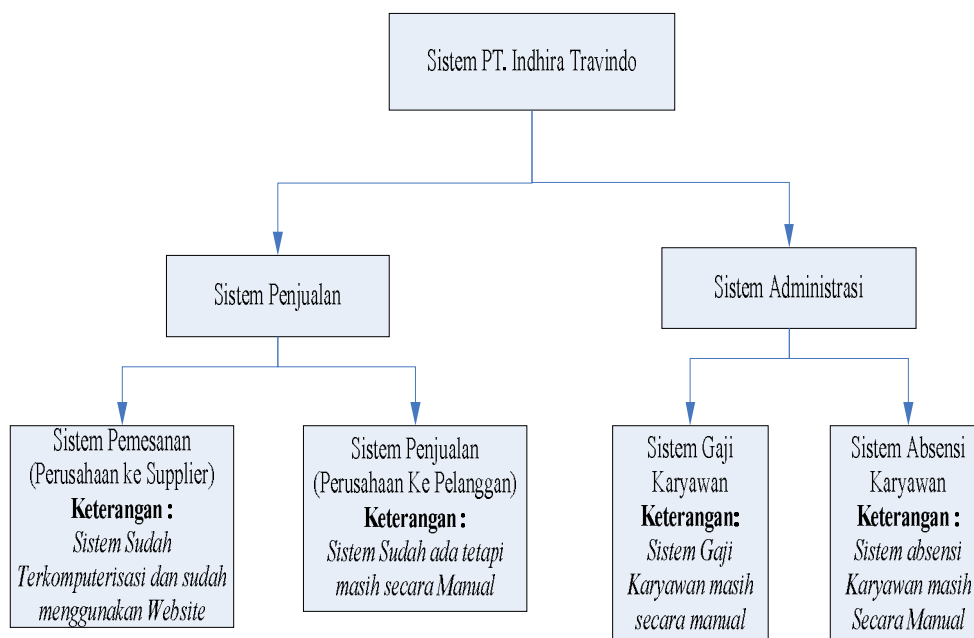 Sistem PT. Indhira Travindo
Sistem Penjualan
Sistem Administrasi
Sistem Pemesanan
(Perusahaan ke Supplier)
Keterangan :
Sistem Sudah
Terkomputerisasi dan sudah
menggunakan Website
Sistem Penjualan
(Perusahaan Ke Pelanggan)
Keterangan :
Sistem Sudah ada tetapi
masih secara Manual
Sistem Gaji
Karyawan
Keterangan:
Sistem Gaji
Karyawan masih
secara manual
Sistem Absensi
Karyawan
Keterangan :
Sistem absensi
Karyawan masih
Secara Manual